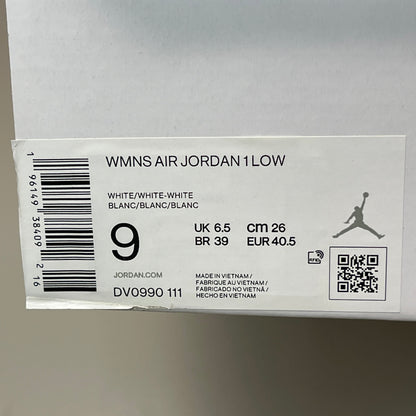 WMNS AIR JORDAN 1 LOW
WHITE/WHITE-WHITE
BLANC/BLANC/BLANC
9
UK 6.5 cm 26
BR 39 EUR 40.5
JORDAN.COM
DV0990 111
MADE IN VIETNAM /
FABRIQUÉ AU VIETNAM /
FABRICADO NO VIETNÃ /
HECHO EN VIETNAM
RFID
1 96149 38409 2 16